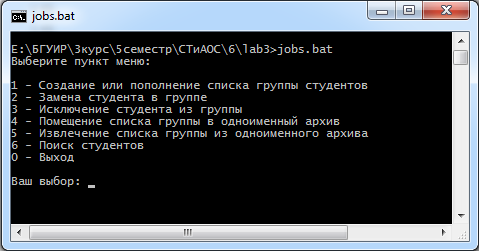 jobs.bat
E:\БГУИР\3курс\5семестр\СТиАОС\6\lab3>jobs.bat
Выберите пункт меню:
1 - Создание или пополнение списка группы студентов
2 - Замена студента в группе
3 - Исключение студента из группы
4 - Помещение списка группы в одноименный архив
5 - Извлечение списка группы из одноименного архива
6 - Поиск студентов
0 - Выход
Ваш выбор: _